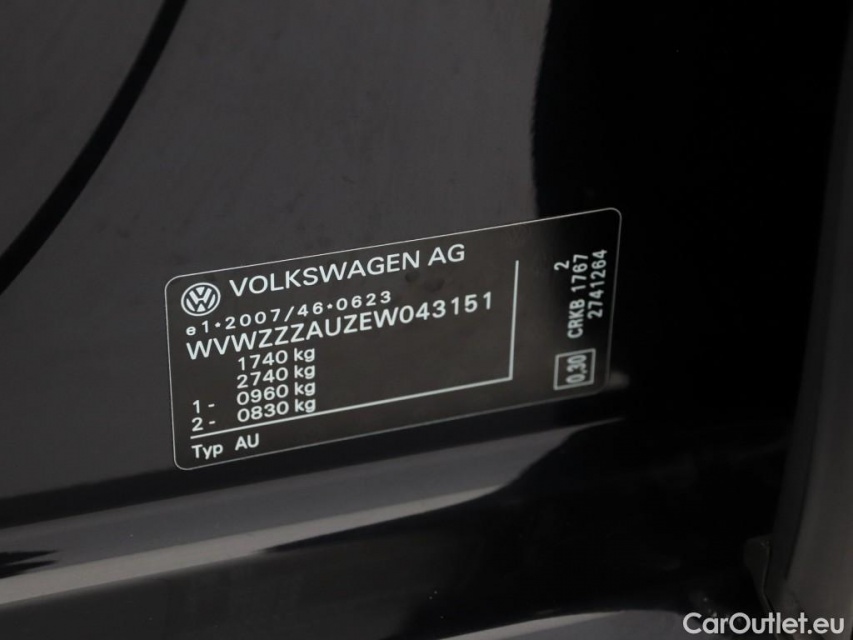 VOLKSWAGEN AG
e1*2007/46*0623
WVWZZZAUZEW043151
1740 kg
2740 kg
1- 0960 kg
2- 0830 kg
Typ AU
2
CRKB 1767
2741264
0.30
CarOutlet.eu